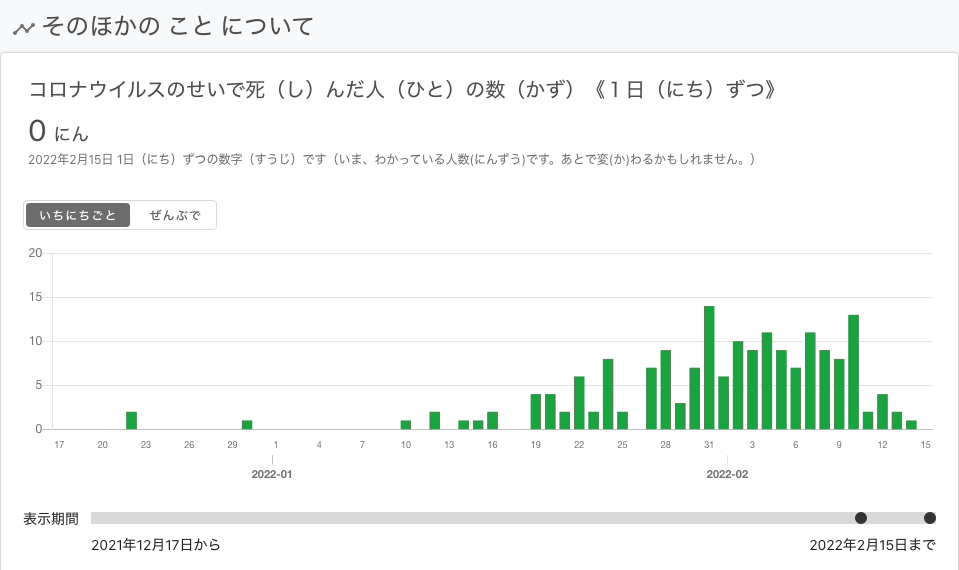 そのほかの こと について
コロナウイルスのせいで死（し）んだ人（ひと）の数（かず）《１日（にち）ずつ》
0 にん
2022年2月15日 1日（にち）ずつの数字（すうじ）です（いま、わかっている人数(にんずう)です。あとで変(か)わるかもしれません。）
いちにちごと ぜんぶで
20
15
10
5
0
17 20 23 26 29 1 4 7 10 13 16 19 22 25 28 31 3 6 9 12 15
2022-01 2022-02
表示期間
2021年12月17日から 2022年2月15日まで